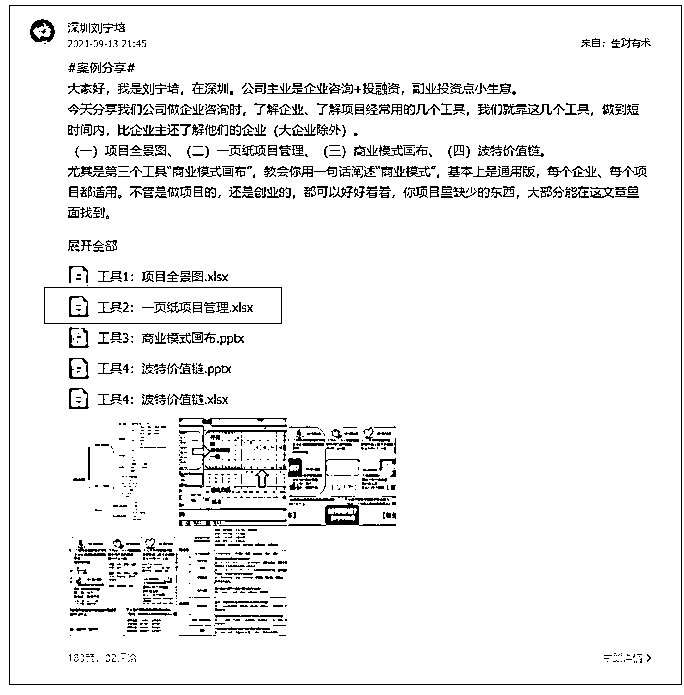 深圳刘宁培
2021-09-13 21:45
来自：生财有术
#案例分享#
大家好，我是刘宁培，在深圳。公司主业是企业咨询+投融资，副业投资点小生意。
今天分享我们公司做企业咨询时，了解企业、了解项目经常用的几个工具，我们就靠这几个工具，做到短
时间内，比企业主还了解他们的企业（大企业除外）。
（一）项目全景图、（二）一页纸项目管理、（三）商业模式画布、（四）波特价值链。
尤其是第三个工具“商业模式画布”，教会你用一句话阐述“商业模式”，基本上是通用版，每个企业、每个项
目都适用。不管是做项目的，还是创业的，都可以好好看看，你项目里缺少的东西，大部分能在这文章里
面找到。
展开全部
工具1：项目全景图.xlsx
工具2：一页纸项目管理.xlsx
工具3：商业模式画布.pptx
工具4：波特价值链.pptx
工具4：波特价值链.xlsx